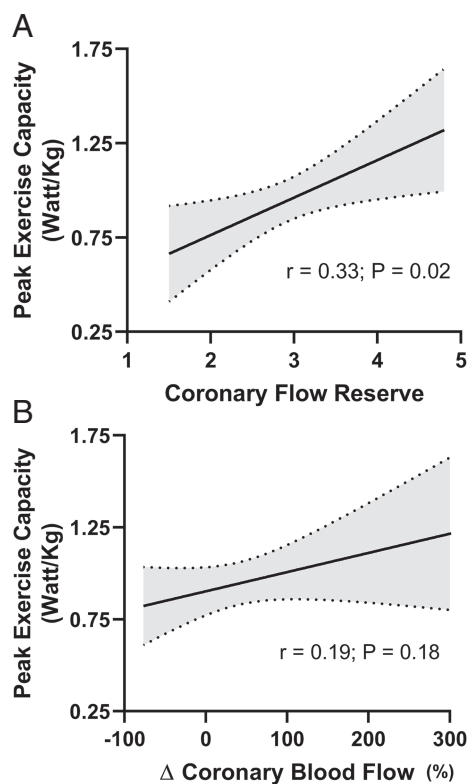 A
1.75
1.25
0.75
0.25
Peak Exercise Capacity
(Watt/Kg)
r = 0.33; P = 0.02
1 2 3 4 5
Coronary Flow Reserve
B
1.75
1.25
0.75
0.25
Peak Exercise Capacity
(Watt/Kg)
r = 0.19; P = 0.18
-100 0 100 200 300
Δ Coronary Blood Flow (%)